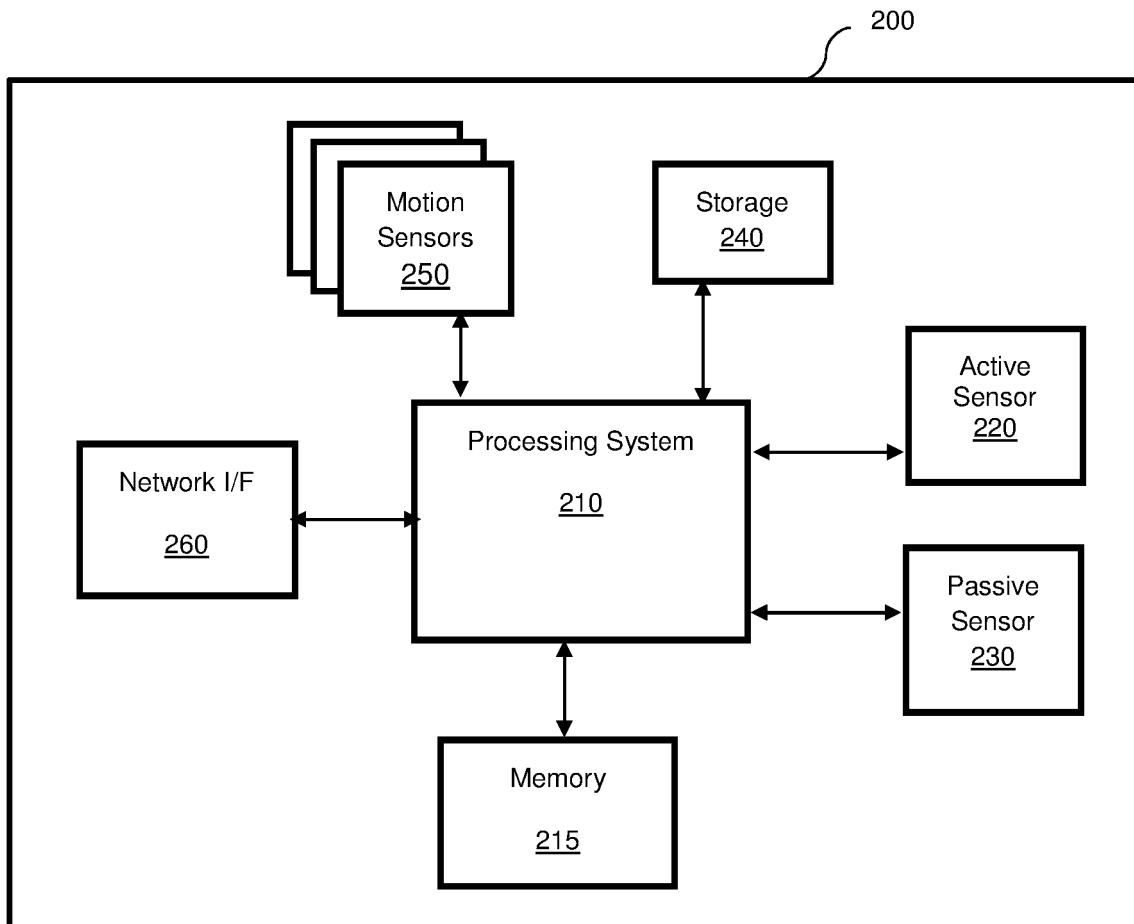 200
Motion
Sensors
250
Storage
240
Active
Sensor
220
Processing System
210
Network I/F
260
Passive
Sensor
230
Memory
215